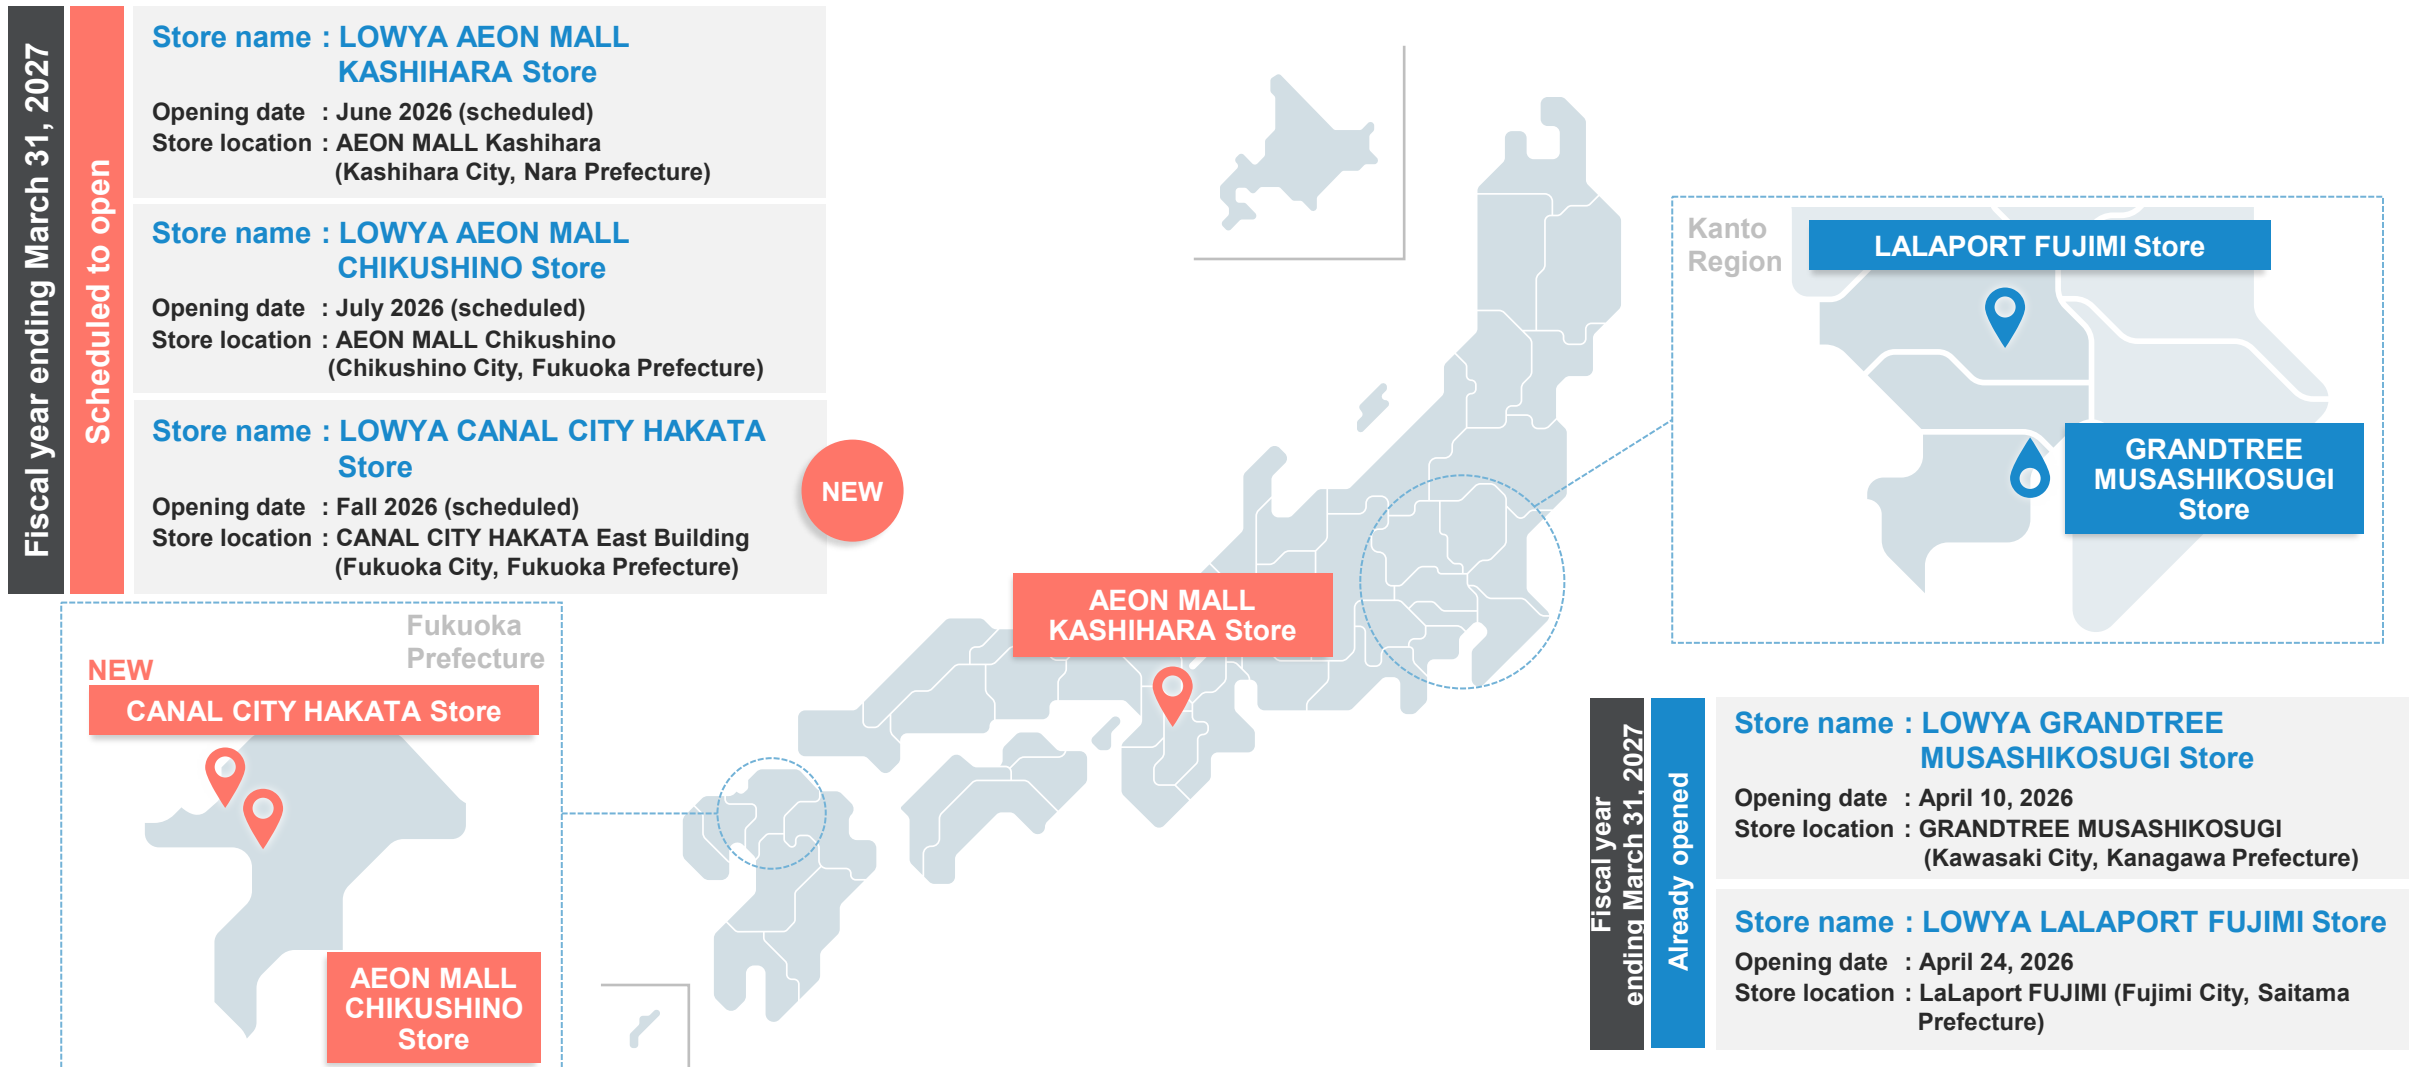 Fiscal year ending March 31, 2027
Scheduled to open
Store name : LOWYA AEON MALL
KASHIHARA Store
Opening date : June 2026 (scheduled)
Store location : AEON MALL Kashihara
(Kashihara City, Nara Prefecture)
Store name : LOWYA AEON MALL
CHIKUSHINO Store
Opening date : July 2026 (scheduled)
Store location : AEON MALL Chikushino
(Chikushino City, Fukuoka Prefecture)
Store name : LOWYA CANAL CITY HAKATA
Store
Opening date : Fall 2026 (scheduled)
Store location : CANAL CITY HAKATA East Building
(Fukuoka City, Fukuoka Prefecture)
NEW
Fukuoka
Prefecture
NEW
CANAL CITY HAKATA Store
AEON MALL
CHIKUSHINO
Store
AEON MALL
KASHIHARA Store
Kanto
Region
LALAPORT FUJIMI Store
GRANDTREE
MUSASHIKOSUGI
Store
Fiscal year
ending March 31, 2027
Already opened
Store name : LOWYA GRANDTREE
MUSASHIKOSUGI Store
Opening date : April 10, 2026
Store location : GRANDTREE MUSASHIKOSUGI
(Kawasaki City, Kanagawa Prefecture)
Store name : LOWYA LALAPORT FUJIMI Store
Opening date : April 24, 2026
Store location : LaLaport FUJIMI (Fujimi City, Saitama
Prefecture)